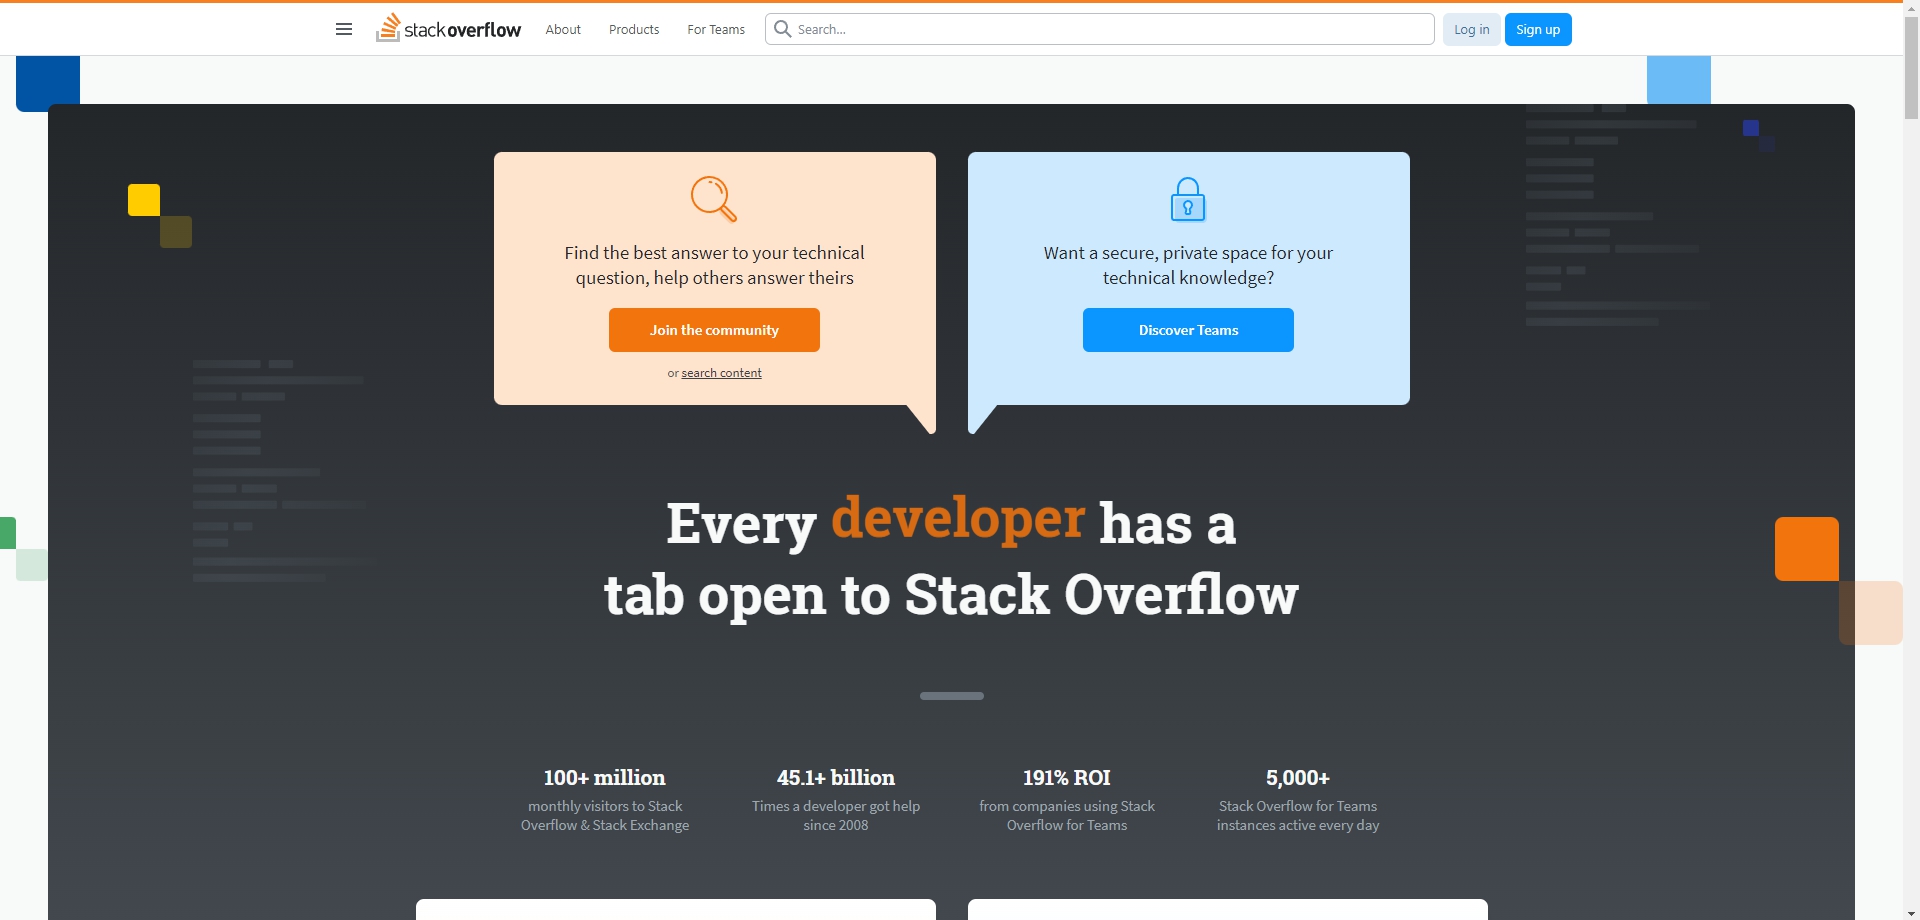 stackoverflow
About
Products
For Teams
Search...
Log in
Sign up
Find the best answer to your technical
question, help others answer theirs
Join the community
or search content
Want a secure, private space for your
technical knowledge?
Discover Teams
Every developer has a
tab open to Stack Overflow
100+ million
monthly visitors to Stack
Overflow & Stack Exchange
45.1+ billion
Times a developer got help
since 2008
191% ROI
from companies using Stack
Overflow for Teams
5,000+
Stack Overflow for Teams
instances active every day